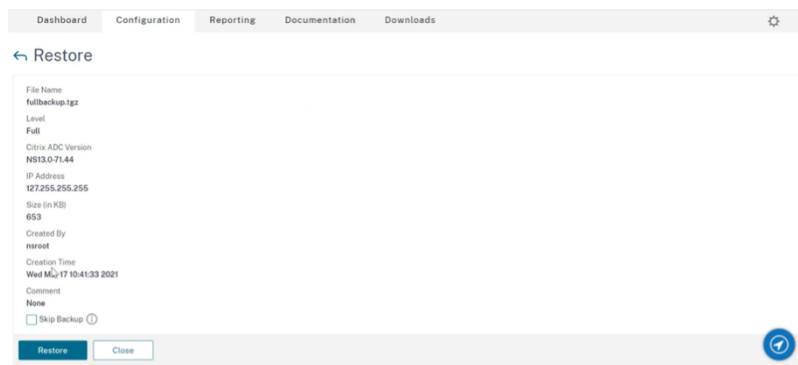 Dashboard Configuration Reporting Documentation Downloads
Restore
File Name
fullbackup.tgz
Level
Full
Citrix ADC Version
NS13.0-71.44
IP Address
127.255.255.255
Size (in KB)
653
Created By
nsroot
Creation Time
Wed 17 10:41:33 2021
Comment
None
Skip Backup
Restore Close